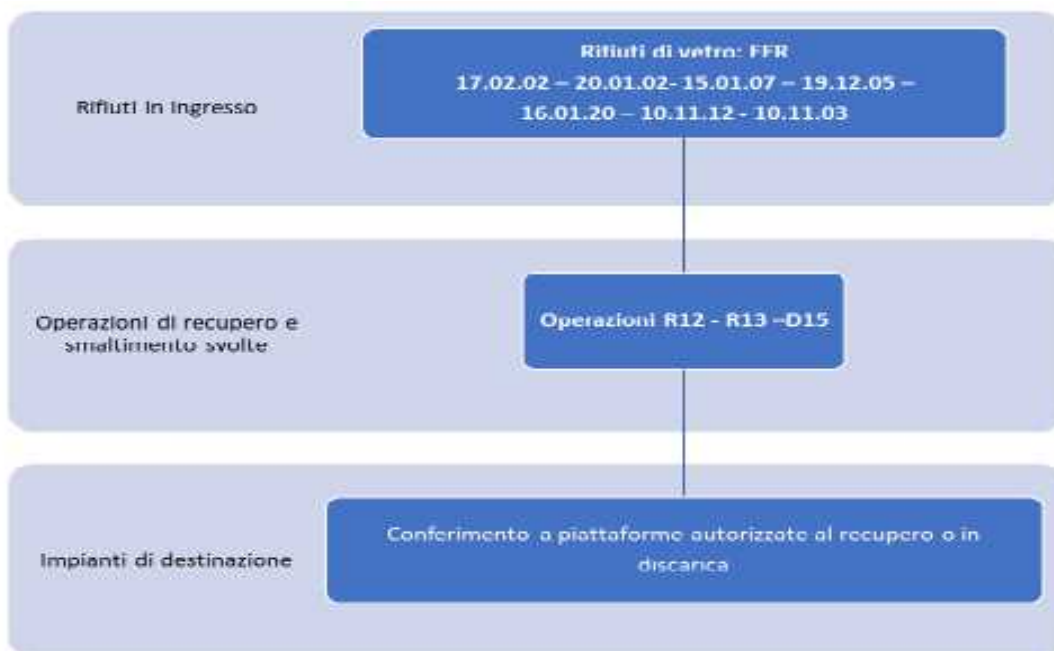 Rifiuti in ingresso
Rifiuti di vetro: EER
17.02.02 – 20.01.02- 15.01.07 – 19.12.05 –
16.01.20 – 10.11.12 - 10.11.03
Operazioni di recupero e
smaltimento svolte
Operazioni R12 - R13 –D15
Impianti di destinazione
Conferimento a piattaforme autorizzate al recupero o in
discarica